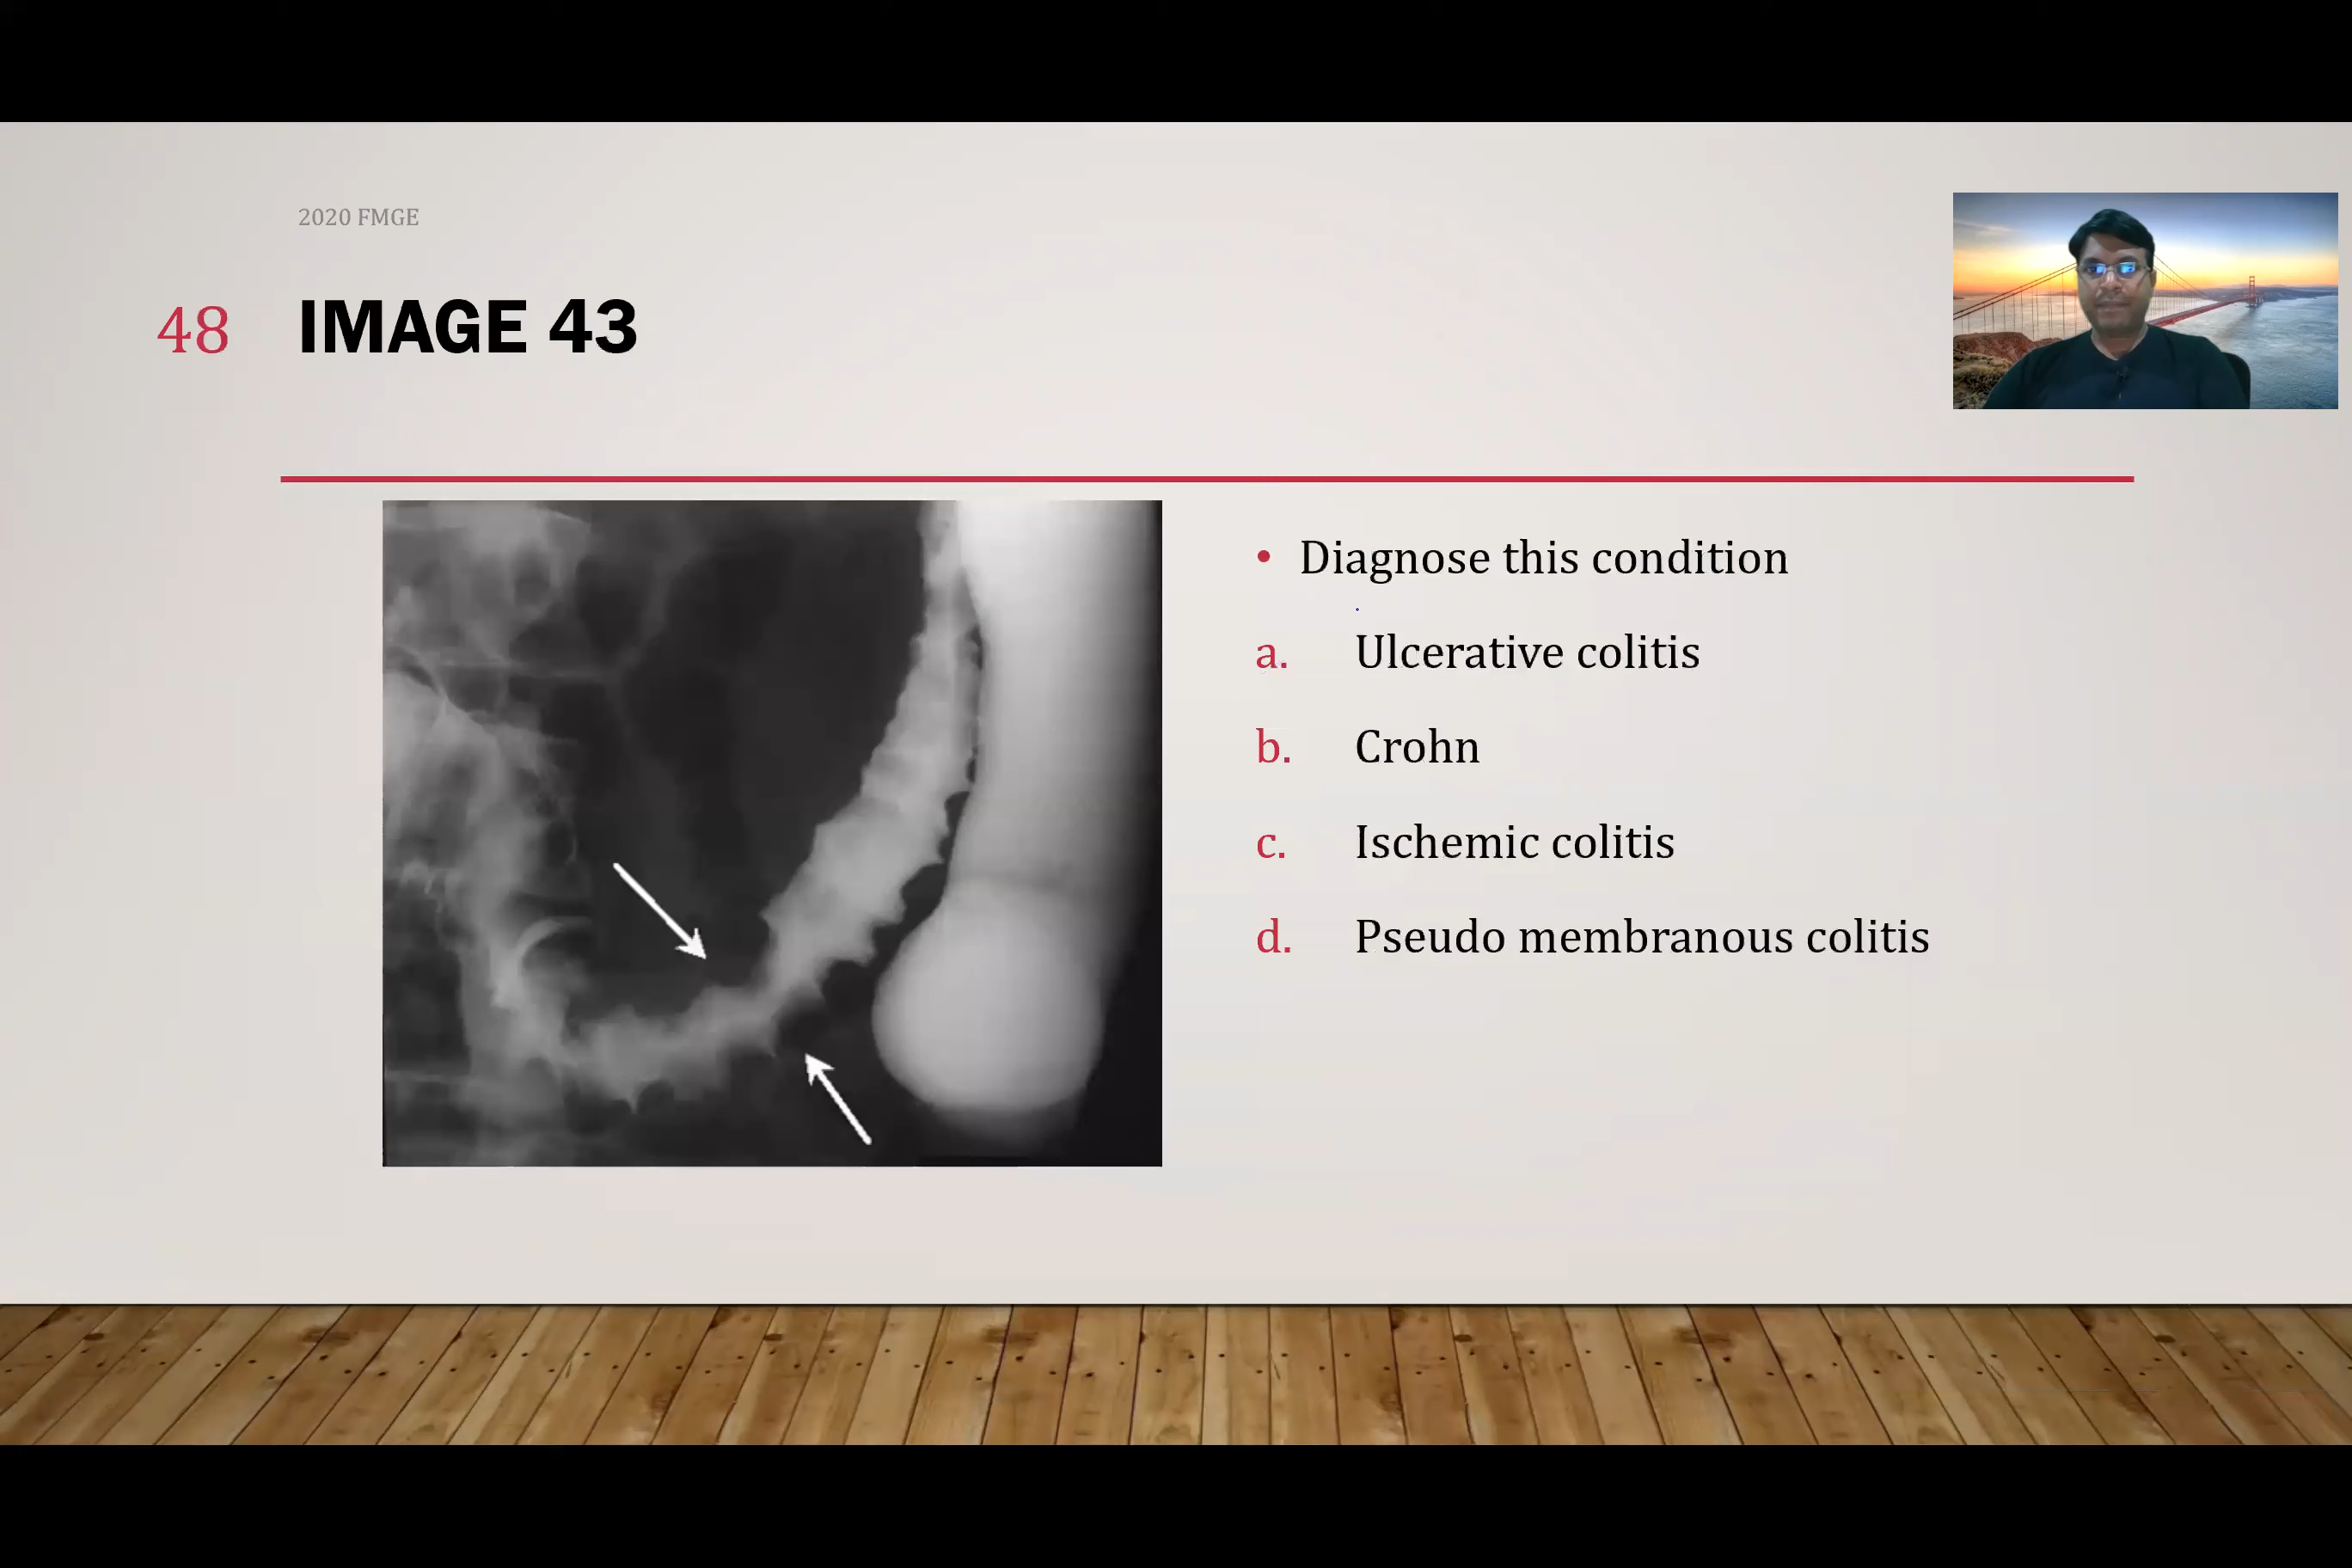 2020 FMGE
48 IMAGE 43
• Diagnose this condition
a. Ulcerative colitis
b. Crohn
c. Ischemic colitis
d. Pseudo membranous colitis